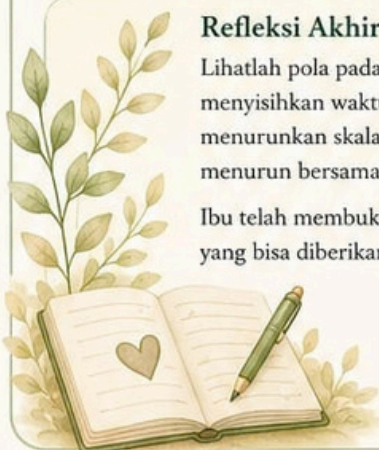 Refleksi Akhir
Lihatlah pola pada
menyisihkan waktu
menurunkan skala
menurun bersama
Ibu telah membuk
yang bisa diberikan